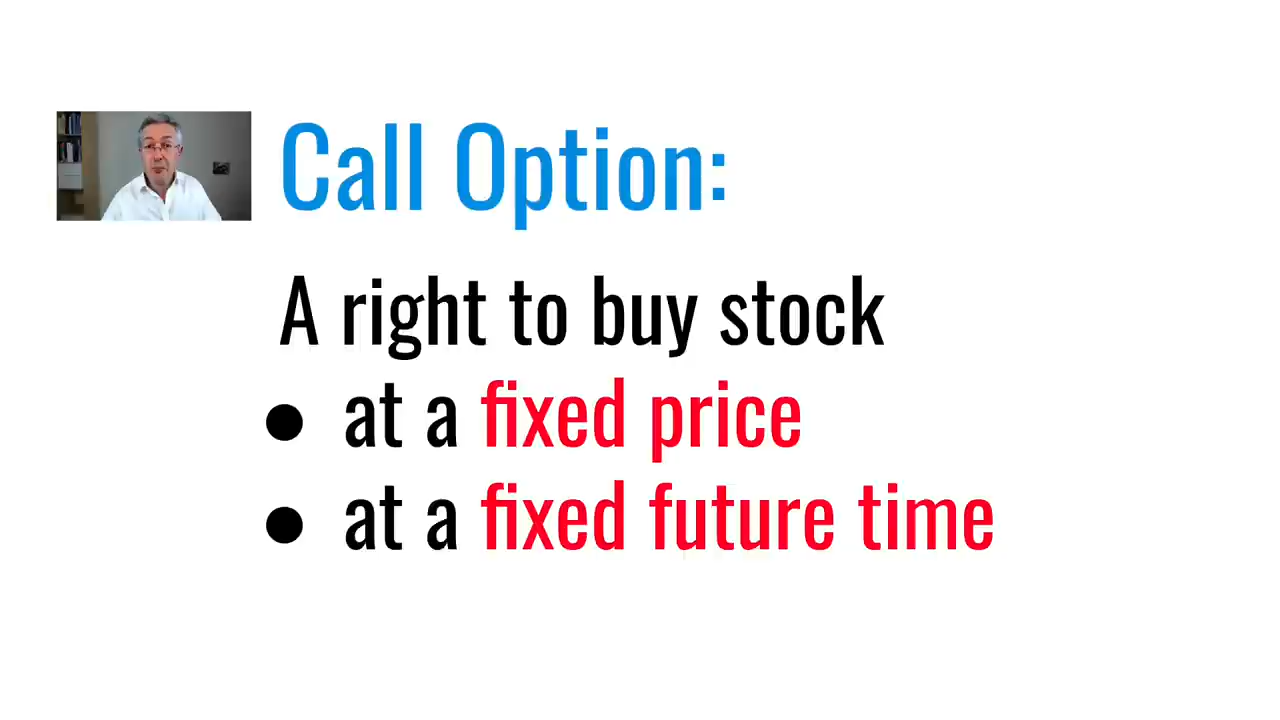 Call Option:
A right to buy stock
● at a fixed price
● at a fixed future time